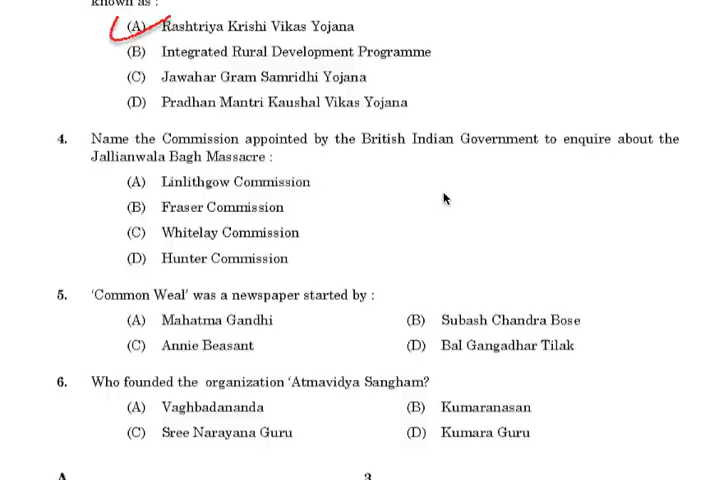 known as :
(A) Rashtriya Krishi Vikas Yojana
(B) Integrated Rural Development Programme
(C) Jawahar Gram Samridhi Yojana
(D) Pradhan Mantri Kaushal Vikas Yojana
4. Name the Commission appointed by the British Indian Government to enquire about the
Jallianwala Bagh Massacre :
(A) Linlithgow Commission
(B) Fraser Commission
(C) Whitelay Commission
(D) Hunter Commission
5. 'Common Weal' was a newspaper started by :
(A) Mahatma Gandhi (B) Subash Chandra Bose
(C) Annie Beasant (D) Bal Gangadhar Tilak
6. Who founded the organization 'Atmavidya Sangham?
(A) Vaghbadananda (B) Kumaranasan
(C) Sree Narayana Guru (D) Kumara Guru
A 3